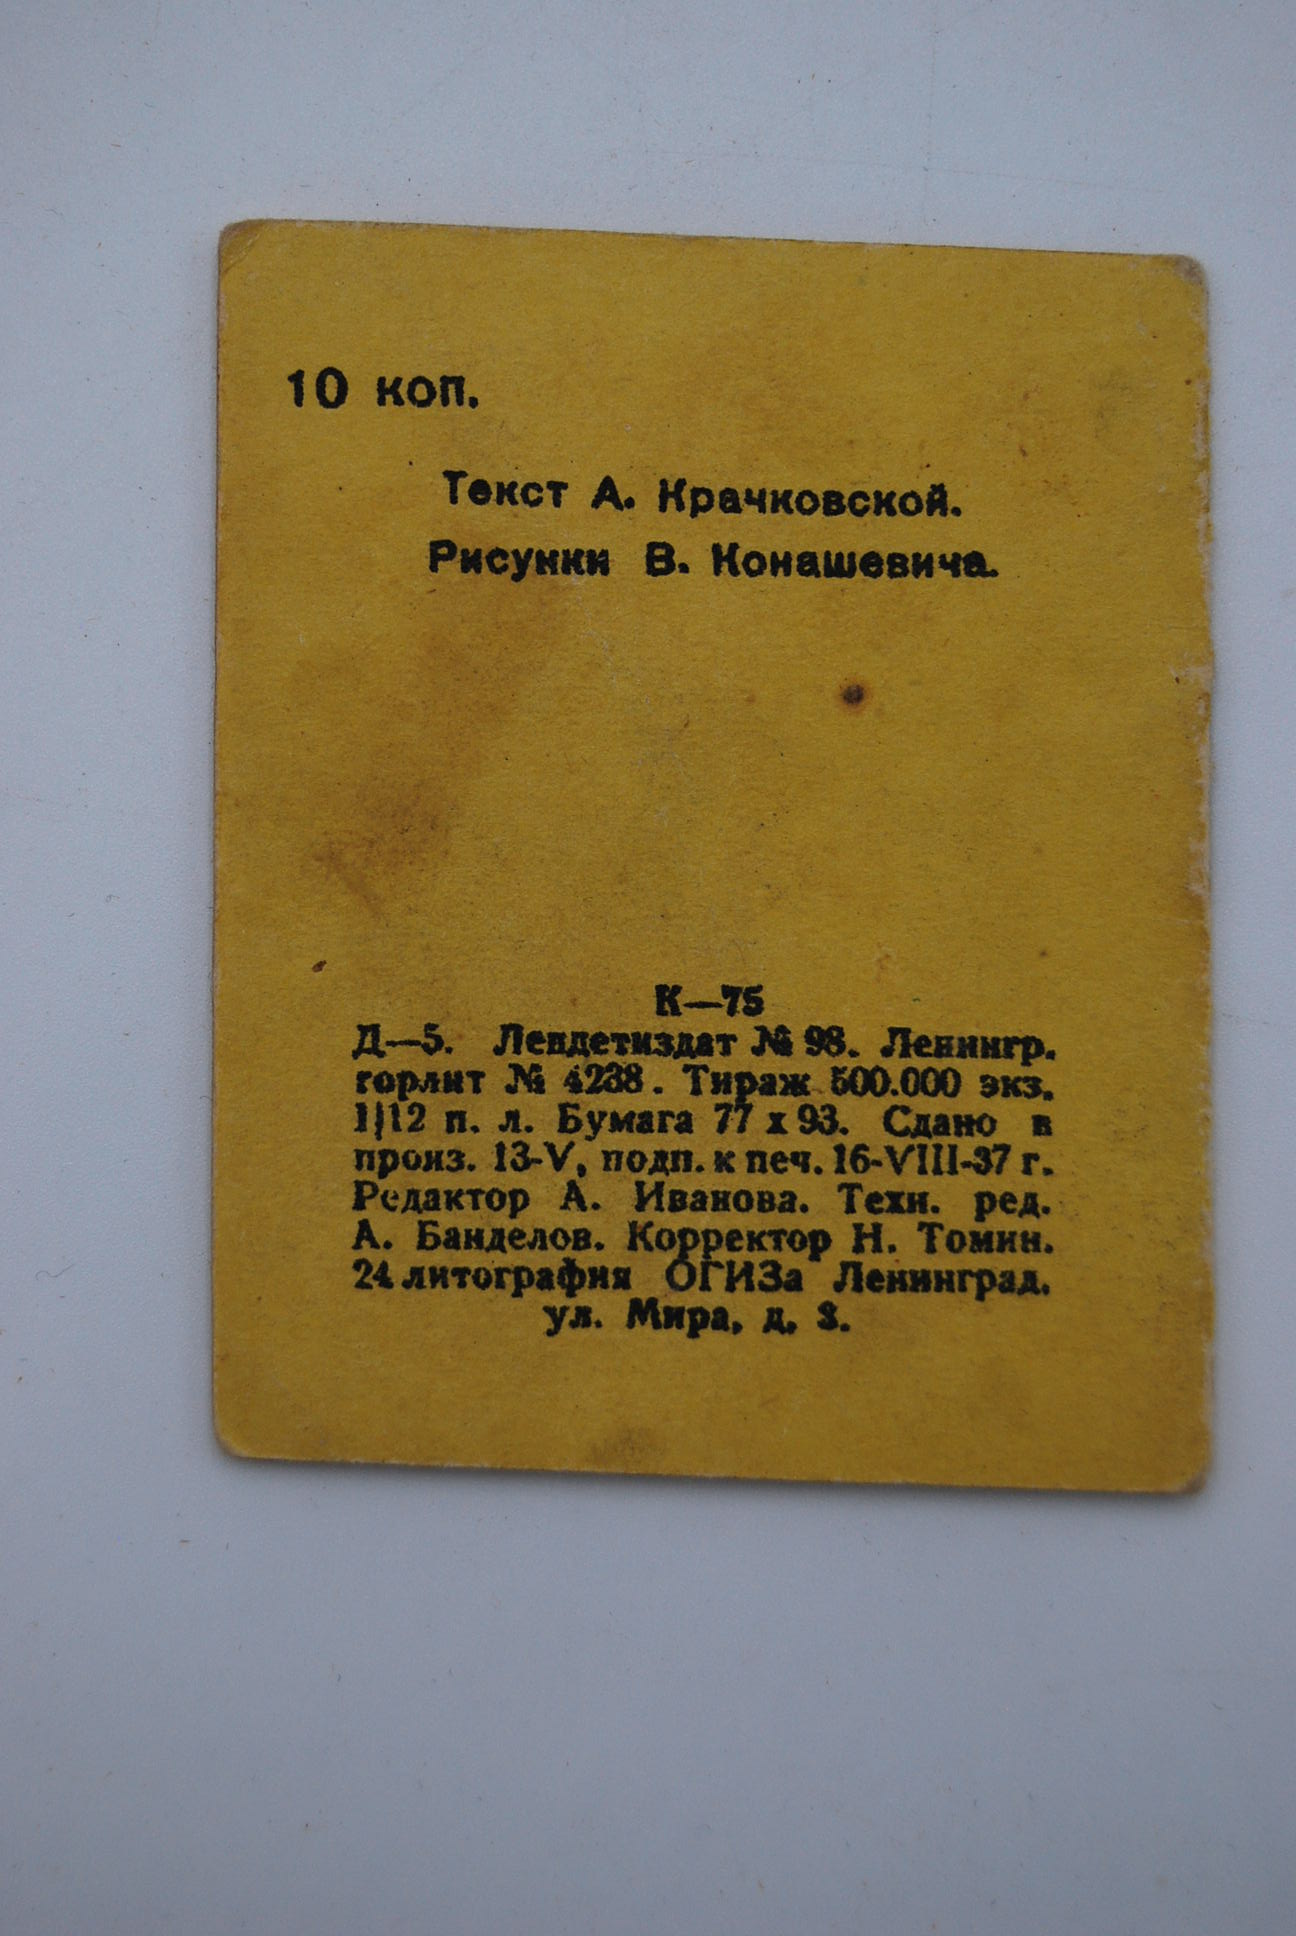 10 коп.
Текст А. Крачковской.
Рисунки В. Конашевича.
К—75
Д—5. Лендетиздат № 98. Ленингр.
горлит № 4238. Тираж 500.000 экз.
1|12 п. л. Бумага 77 х 93. Сдано в
произ. 13-V, подп. к печ. 16-VIII-37 г.
Редактор А. Иванова. Техн. ред.
А. Банделов. Корректор Н. Томин.
24 литография ОГИЗа Ленинград.
ул. Мира, д. 3.